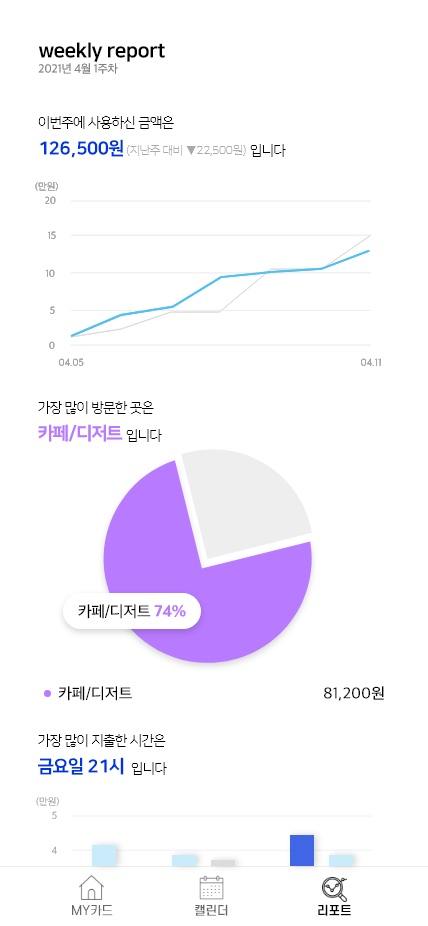 weekly report
2021년 4월 1주차
이번주에 사용하신 금액은
126,500원(지난주 대비 ▼22,500원) 입니다
(만원)
20
15
10
5
0
04.05 04.11
가장 많이 방문한 곳은
카페/디저트 입니다
카페/디저트 74%
카페/디저트 81,200원
가장 많이 지출한 시간은
금요일 21시 입니다
(만원)
5
4
MY카드 캘린더 리포트